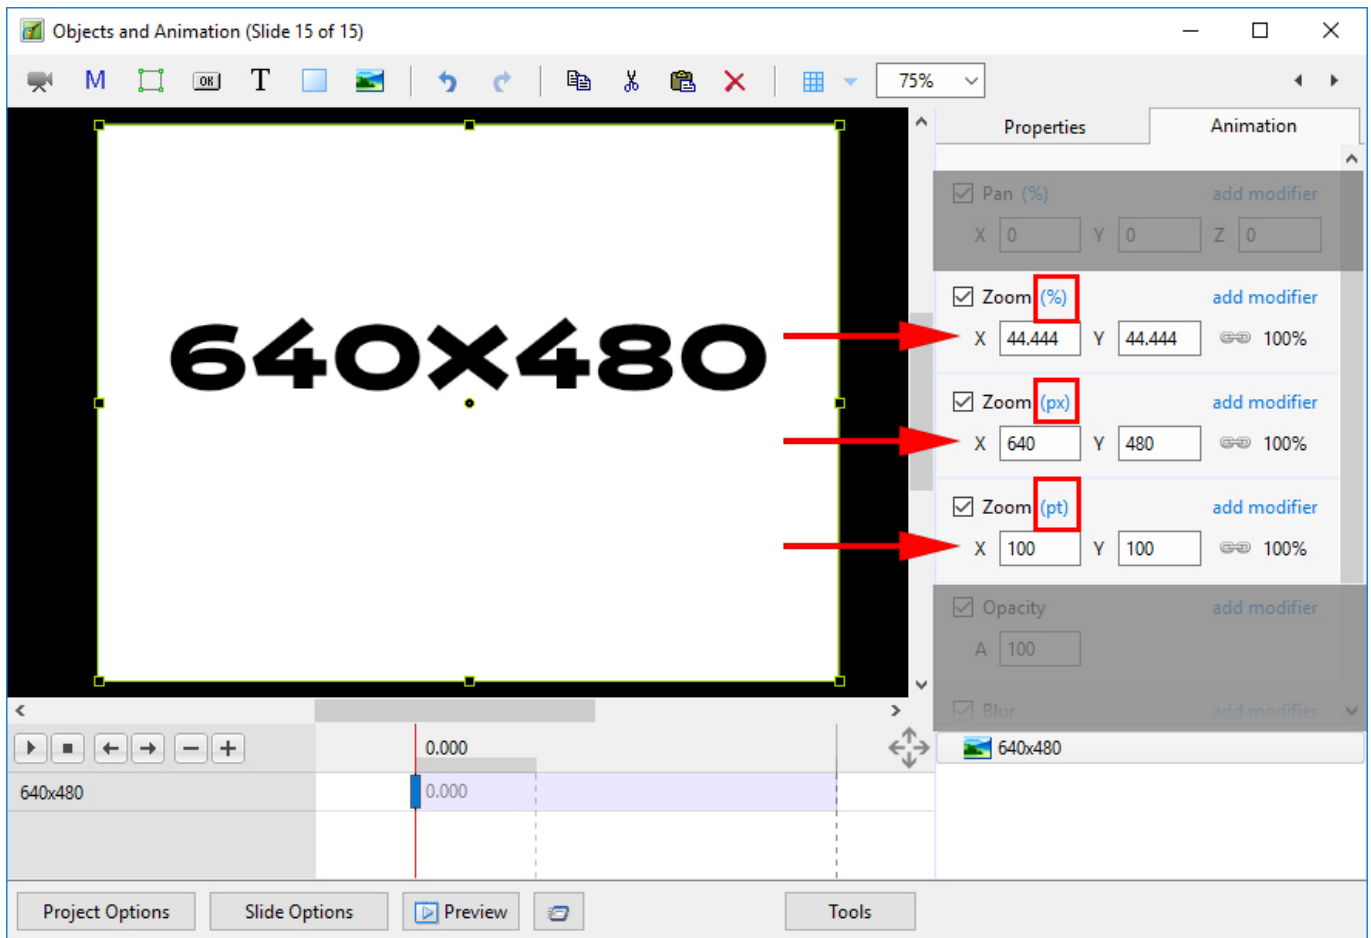 Objects and Animation (Slide 15 of 15)
M OK T 75%
Properties Animation
Pan (%) add modifier
X 0 Y 0 Z 0
Zoom (%) add modifier
X 44.444 Y 44.444 100%
640x480
Zoom (px) add modifier
X 640 Y 480 100%
Zoom (pt) add modifier
X 100 Y 100 100%
Opacity add modifier
A 100
Blur add modifier
0.000
640x480
640x480 0.000
Project Options Slide Options Preview Tools